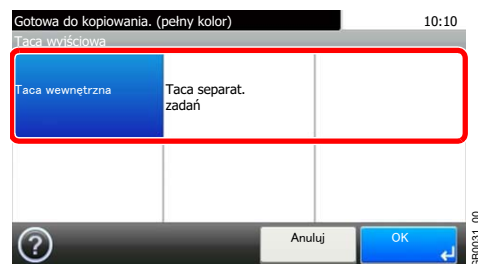 Gotowa do kopiowania. (pełny kolor) 10:10
Taca wyjściowa
Taca wewnętrzna
Taca separat.
zadań
?
Anuluj
OK
GB0031_00